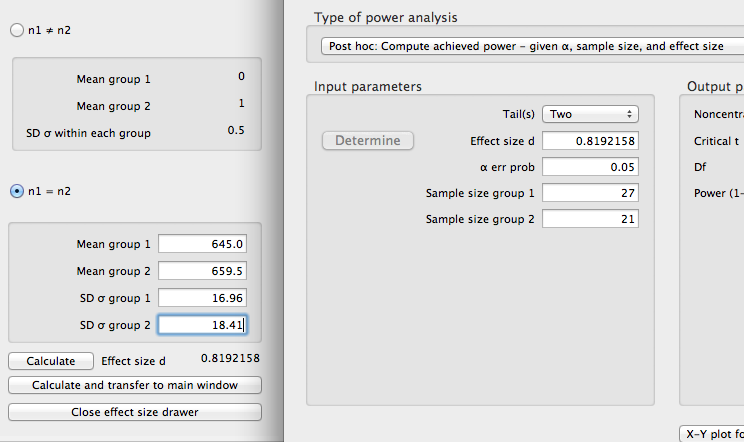 n1 ≠ n2
Mean group 1 0
Mean group 2 1
SD σ within each group 0.5
n1 = n2
Mean group 1 645.0
Mean group 2 659.5
SD σ group 1 16.96
SD σ group 2 18.41
Calculate Effect size d 0.8192158
Calculate and transfer to main window
Close effect size drawer
Type of power analysis
Post hoc: Compute achieved power – given α, sample size, and effect size
Input parameters
Tail(s) Two
Determine Effect size d 0.8192158
α err prob 0.05
Sample size group 1 27
Sample size group 2 21
Output p
Noncentra
Critical t
Df
Power (1-
X-Y plot fo